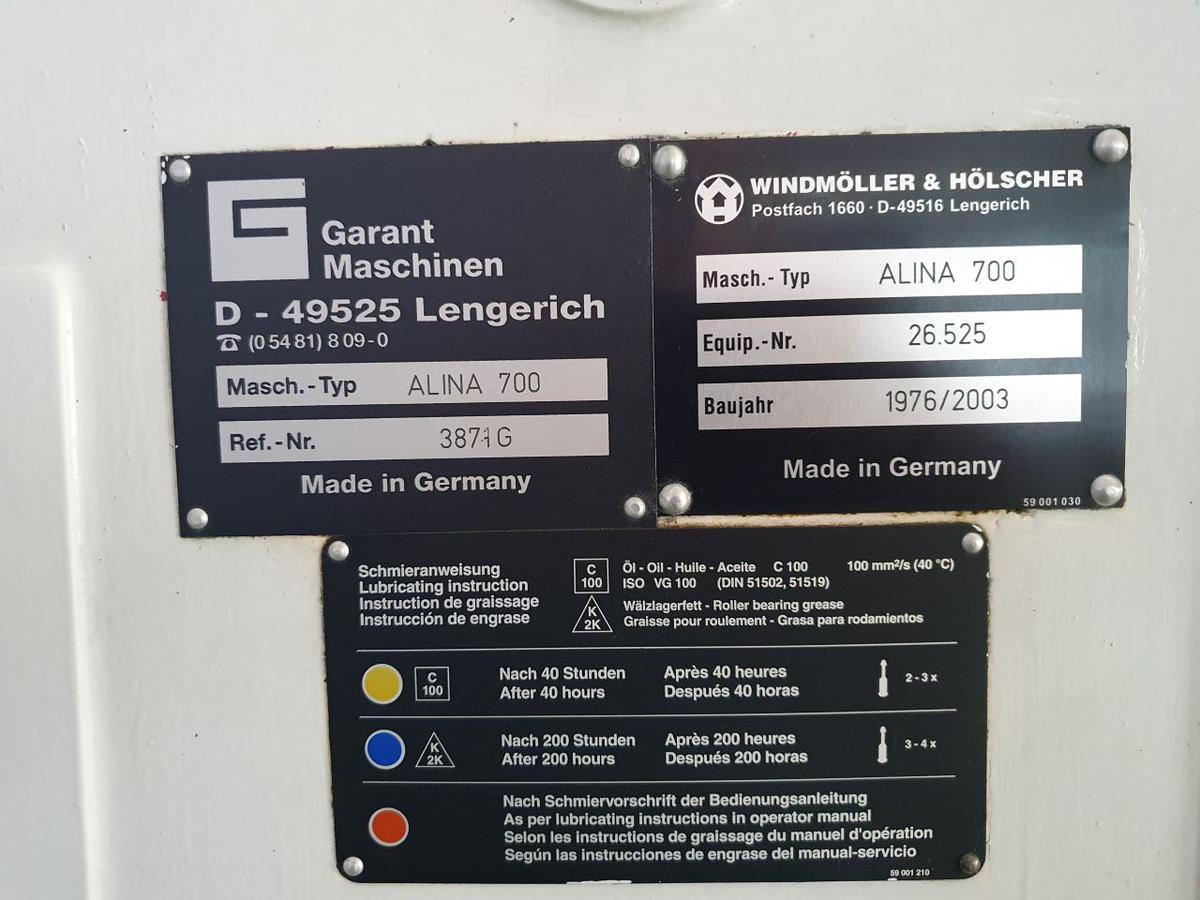 G
Garant
Maschinen
D - 49525 Lengerich
☎ (0 54 81) 8 09-0
Masch.-Typ ALINA 700
Ref.-Nr. 3871G
Made in Germany
WINDMÖLLER & HÖLSCHER
Postfach 1660 · D-49516 Lengerich
Masch.-Typ ALINA 700
Equip.-Nr. 26.525
Baujahr 1976/2003
Made in Germany
59 001 030
Schmieranweisung
Lubricating instruction
Instruction de graissage
Instrucción de engrase
C 100
Öl - Oil - Huile - Aceite C 100 100 mm²/s (40 °C)
ISO VG 100 (DIN 51502, 51519)
K 2K
Wälzlagerfett - Roller bearing grease
Graisse pour roulement - Grasa para rodamientos
C 100
Nach 40 Stunden Après 40 heures 2 - 3 x
After 40 hours Después 40 horas
K 2K
Nach 200 Stunden Après 200 heures 3 - 4 x
After 200 hours Después 200 horas
Nach Schmiervorschrift der Bedienungsanleitung
As per lubricating instructions in operator manual
Selon les instructions de graissage du manuel d'opération
Según las instrucciones de engrase del manual-servicio
59 001 210